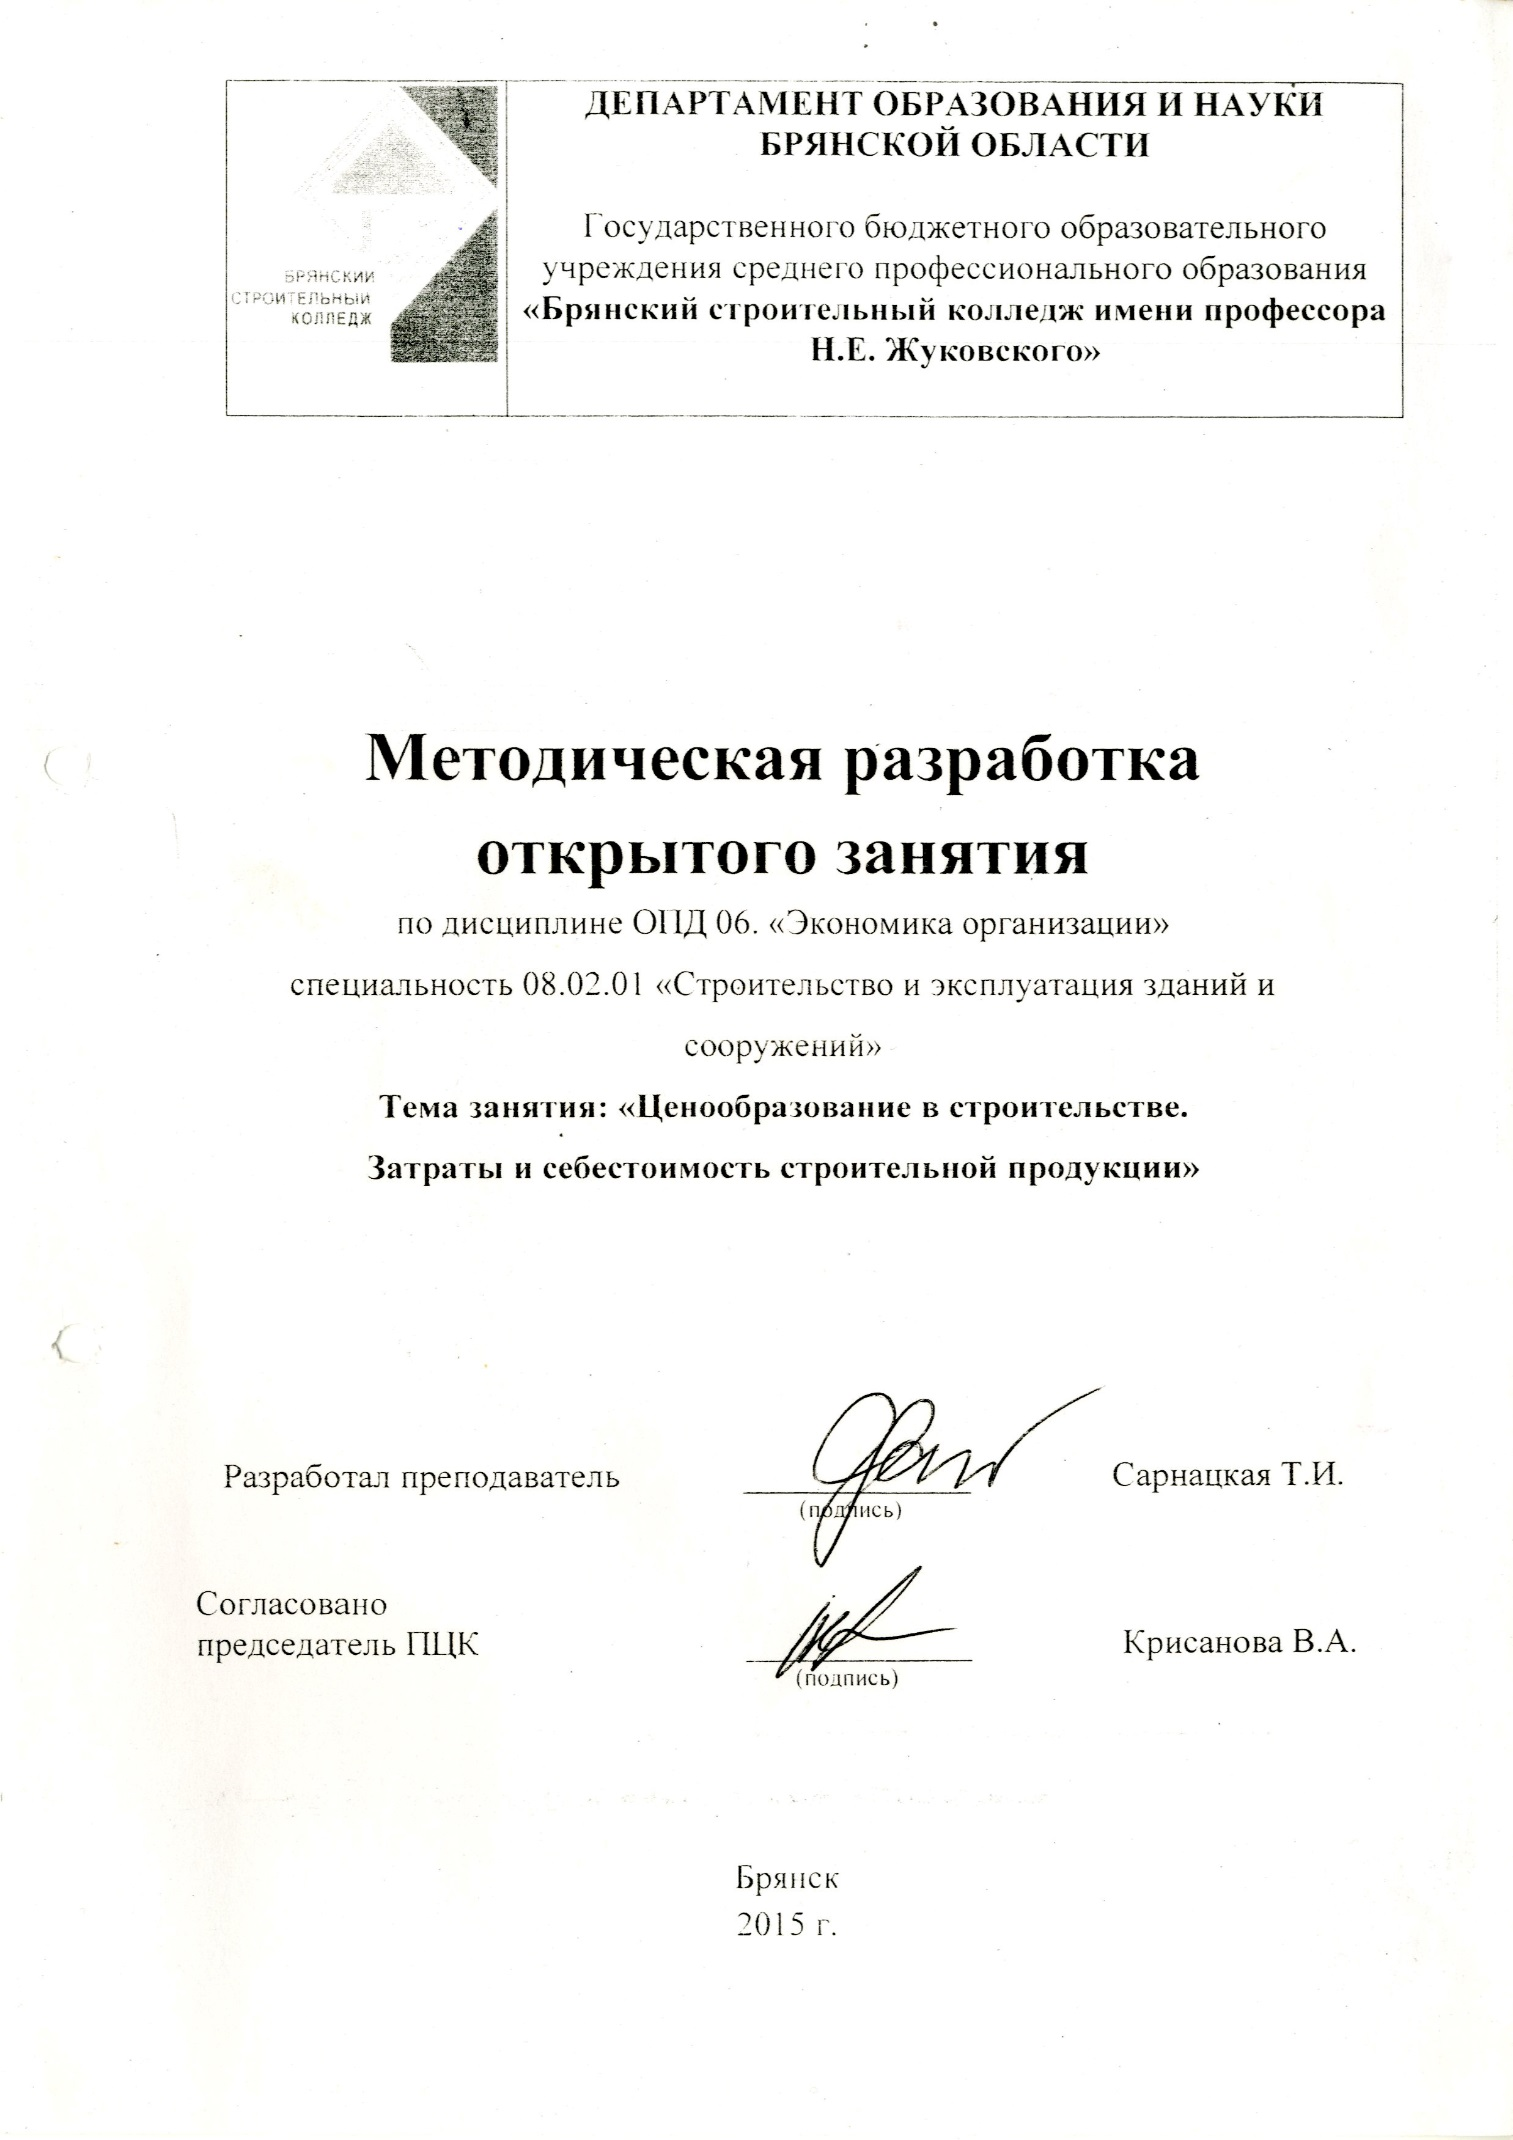 БРЯНСКИЙ
СТРОИТЕЛЬНЫЙ
КОЛЛЕДЖ
ДЕПАРТАМЕНТ ОБРАЗОВАНИЯ И НАУКИ
БРЯНСКОЙ ОБЛАСТИ
Государственного бюджетного образовательного
учреждения среднего профессионального образования
«Брянский строительный колледж имени профессора
Н.Е. Жуковского»
Методическая разработка
открытого занятия
по дисциплине ОПД 06. «Экономика организации»
специальность 08.02.01 «Строительство и эксплуатация зданий и
сооружений»
Тема занятия: «Ценообразование в строительстве.
Затраты и себестоимость строительной продукции»
Разработал преподаватель Сарнацкая Т.И.
(подпись)
Согласовано
председатель ПЦК Крисанова В.А.
(подпись)
Брянск
2015 г.